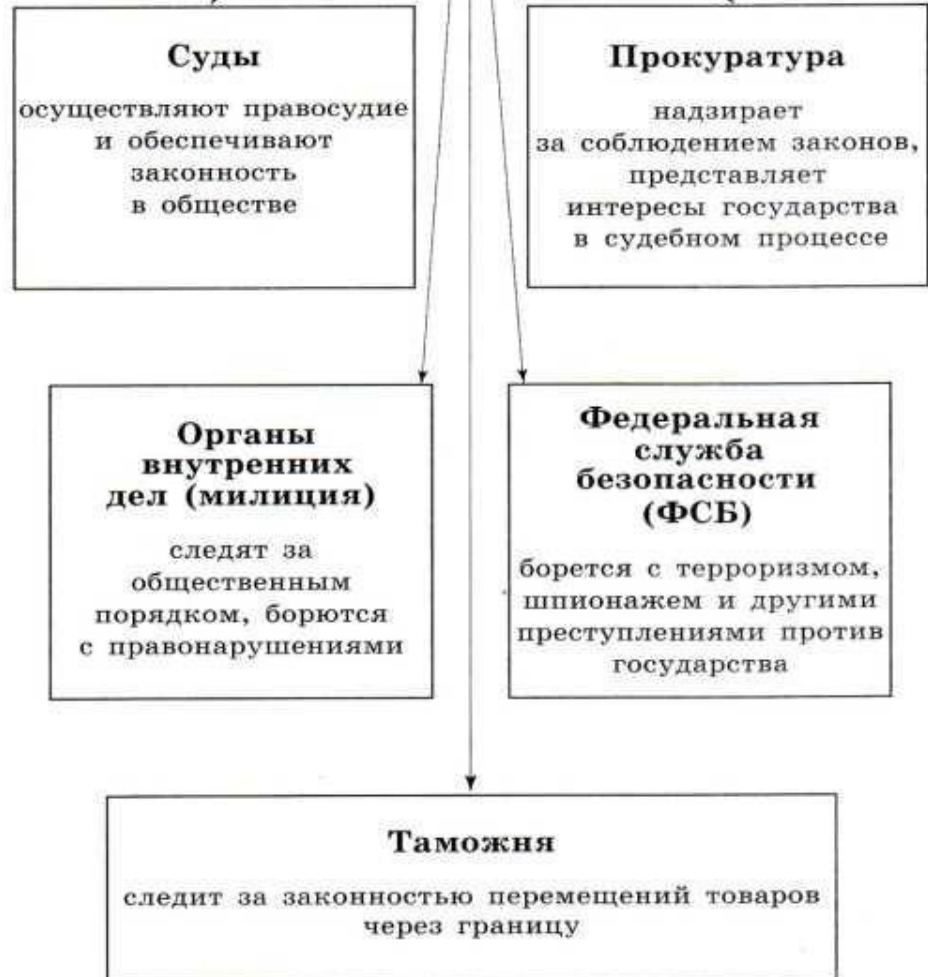 Суды
осуществляют правосудие
и обеспечивают
законность
в обществе
Прокуратура
надзирает
за соблюдением законов,
представляет
интересы государства
в судебном процессе
Органы
внутренних
дел (милиция)
следят за
общественным
порядком, борются
с правонарушениями
Федеральная
служба
безопасности
(ФСБ)
борется с терроризмом,
шпионажем и другими
преступлениями против
государства
Таможня
следит за законностью перемещений товаров
через границу